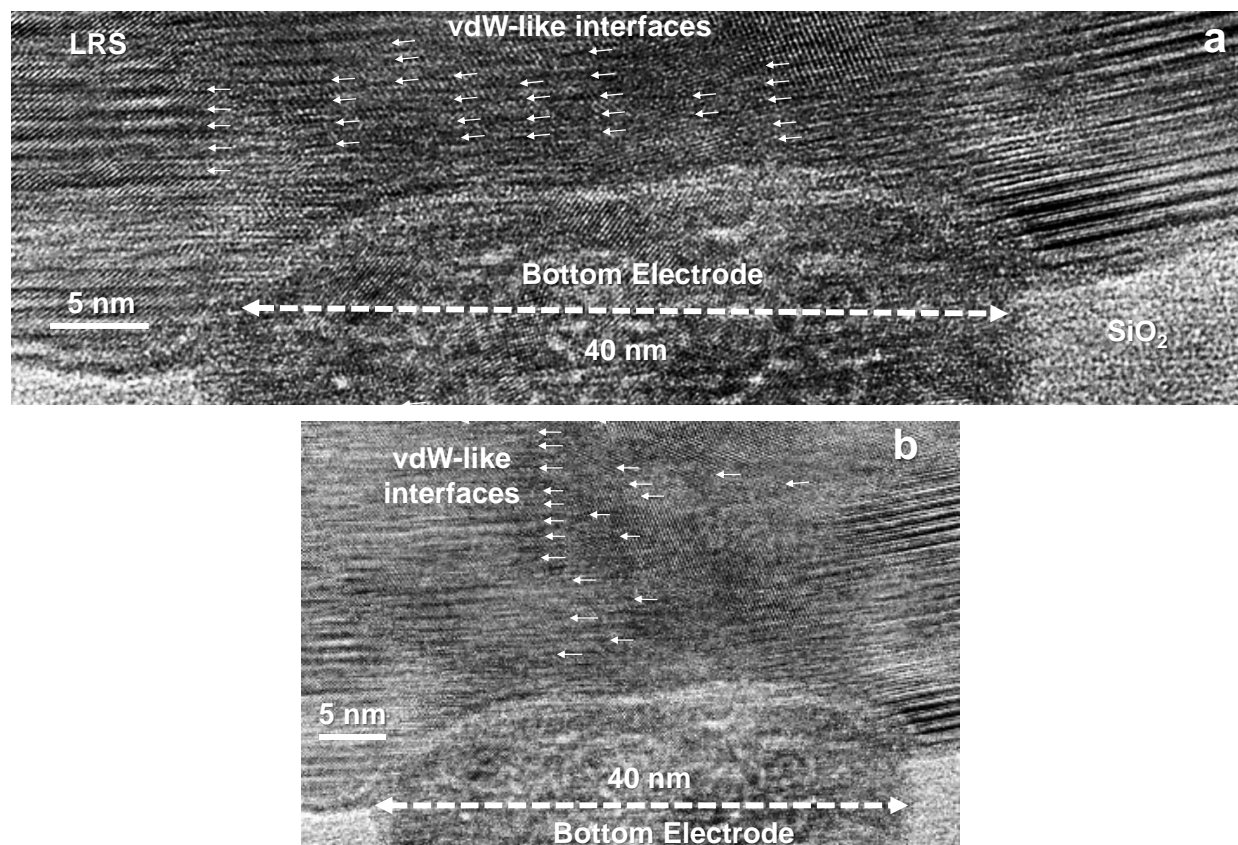 vdW-like interfaces
LRS
a
Bottom Electrode
5 nm
SiO₂
40 nm
b
vdW-like
interfaces
5 nm
40 nm
Bottom Electrode